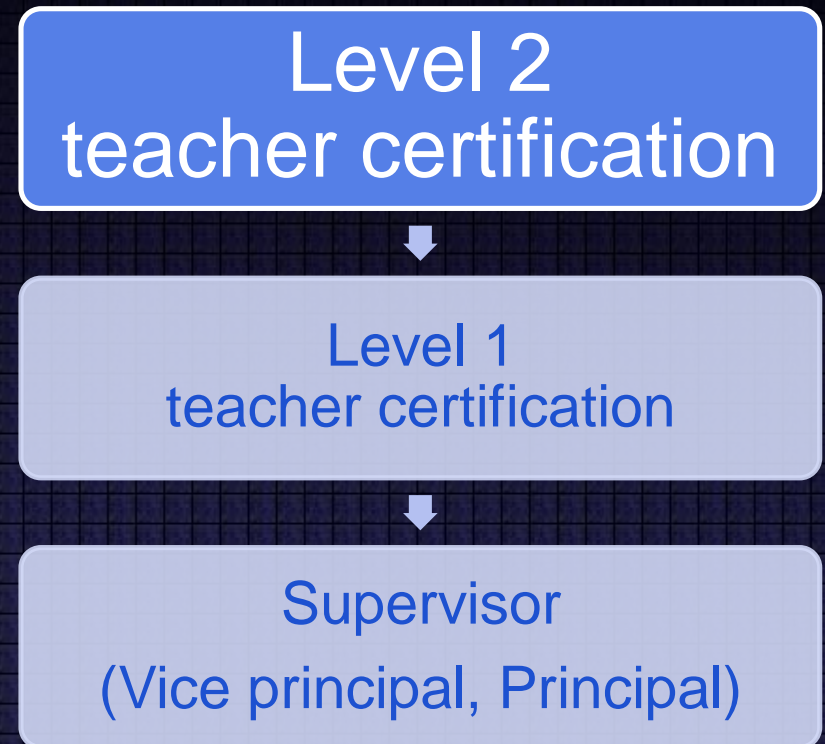 Level 2
teacher certification
Level 1
teacher certification
Supervisor
(Vice principal, Principal)